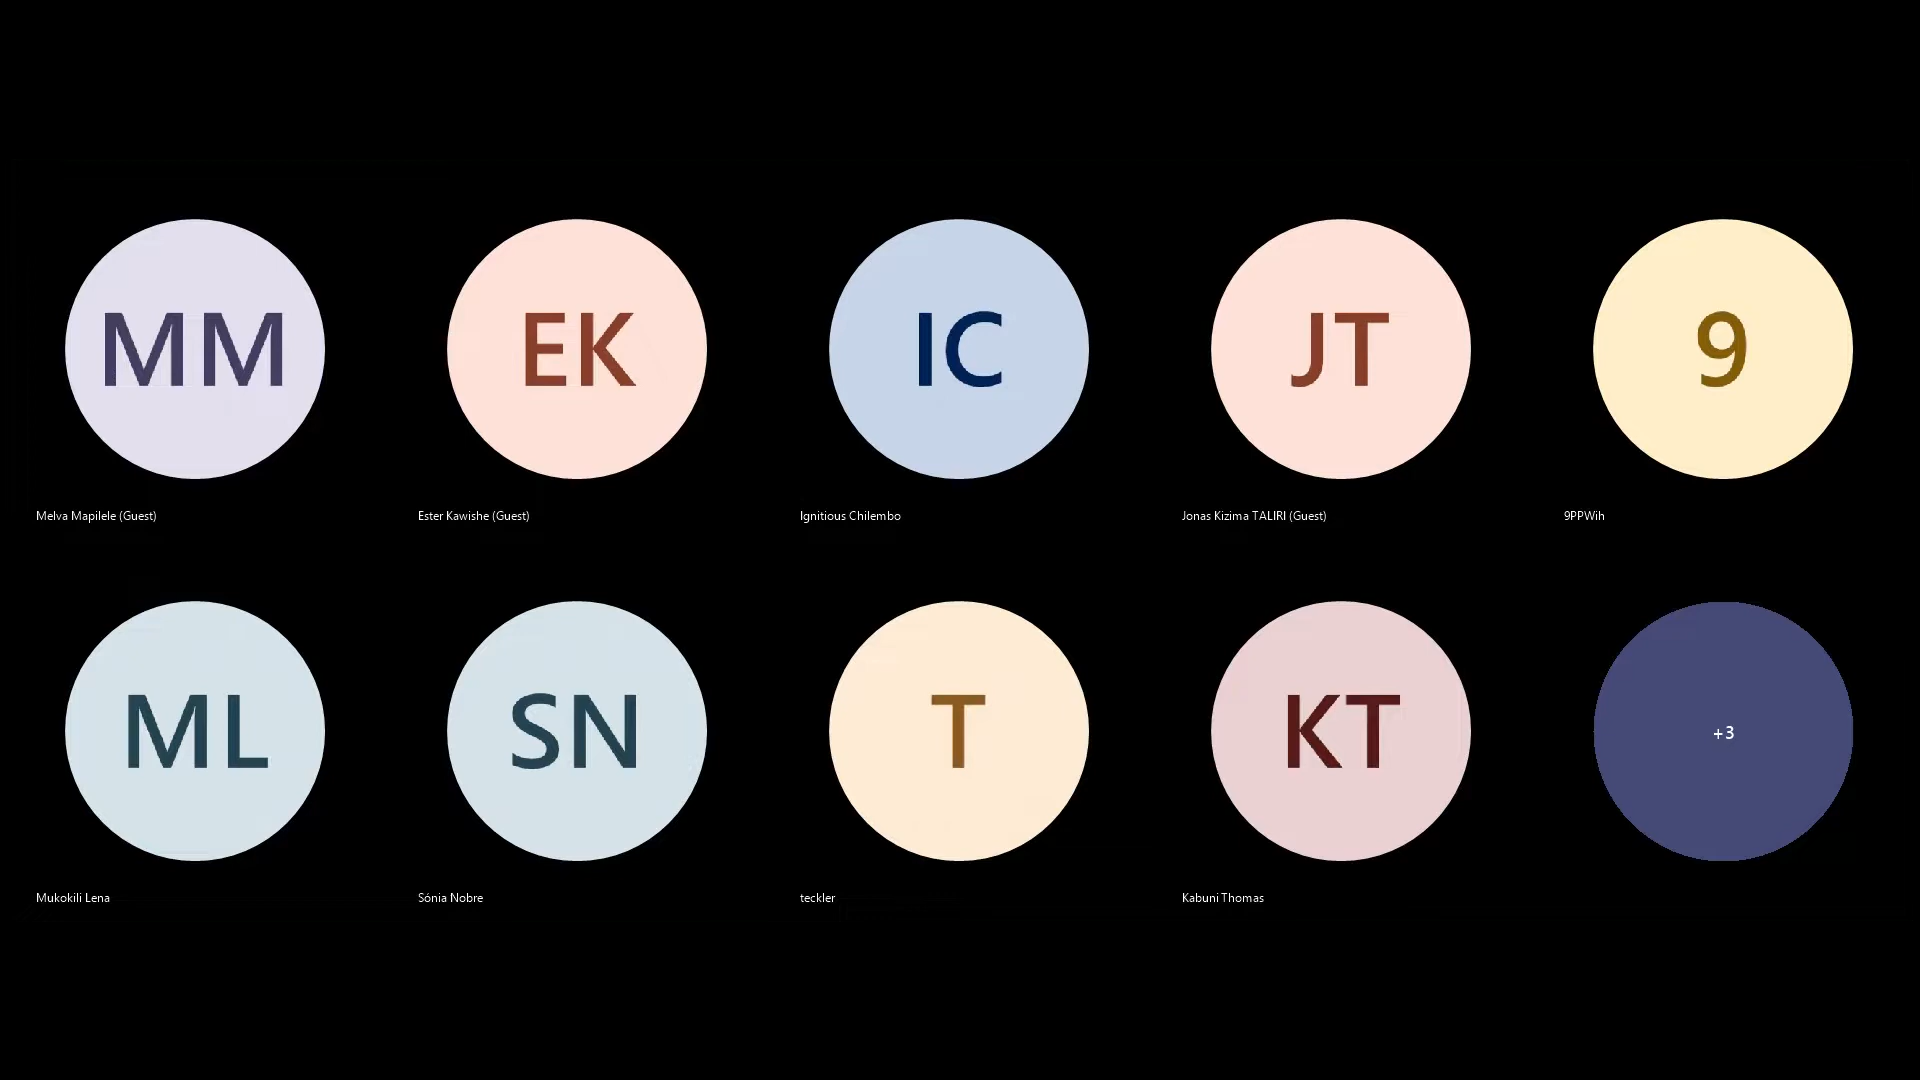 MM
EK
IC
JT
9
Melva Mapilele (Guest)
Ester Kawishe (Guest)
Ignitious Chilembo
Jonas Kizima TALIRI (Guest)
9PPWih
ML
SN
T
KT
+3
Mukokili Lena
Sónia Nobre
teckler
Kabuni Thomas